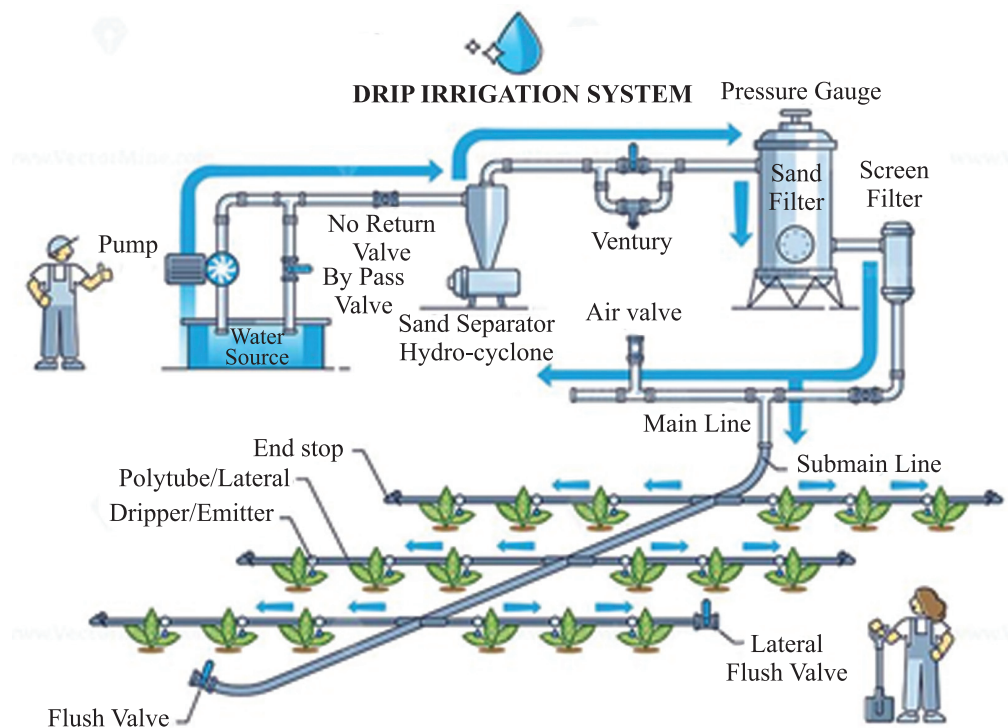 DRIP IRRIGATION SYSTEM
Pressure Gauge
Sand
Filter
Screen
Filter
Pump
No Return
Valve
By Pass
Valve
Ventury
Water
Source
Sand Separator
Hydro-cyclone
Air valve
Main Line
Submain Line
End stop
Polytube/Lateral
Dripper/Emitter
Lateral
Flush Valve
Flush Valve